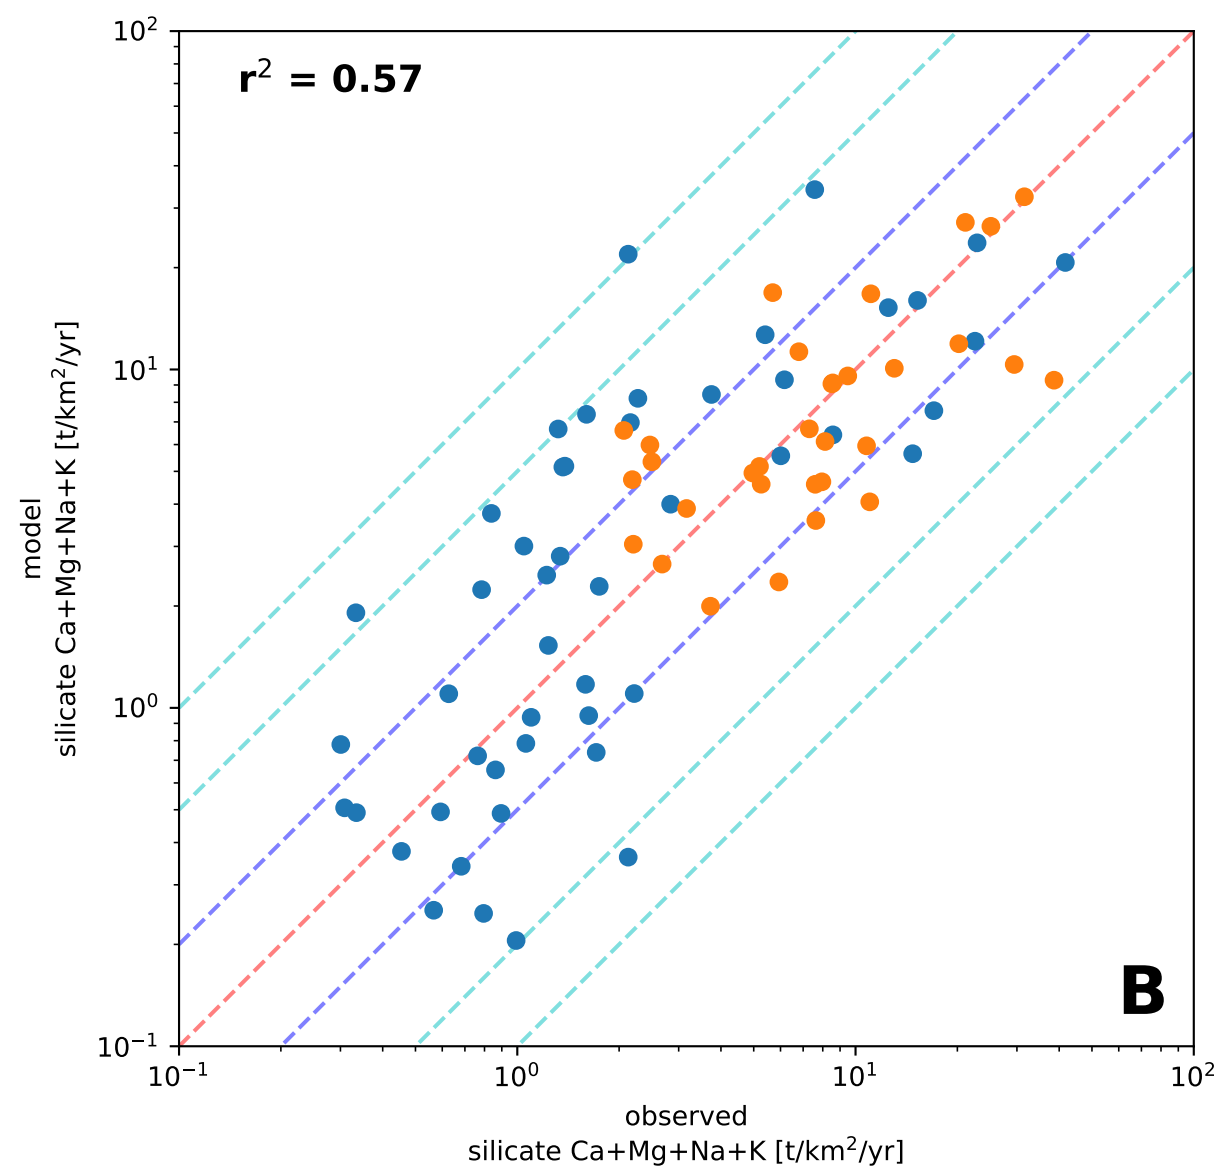 10²
r² = 0.57
10¹
model
silicate Ca+Mg+Na+K [t/km²/yr]
10⁰
B
10⁻¹
10⁻¹ 10⁰ 10¹ 10²
observed
silicate Ca+Mg+Na+K [t/km²/yr]